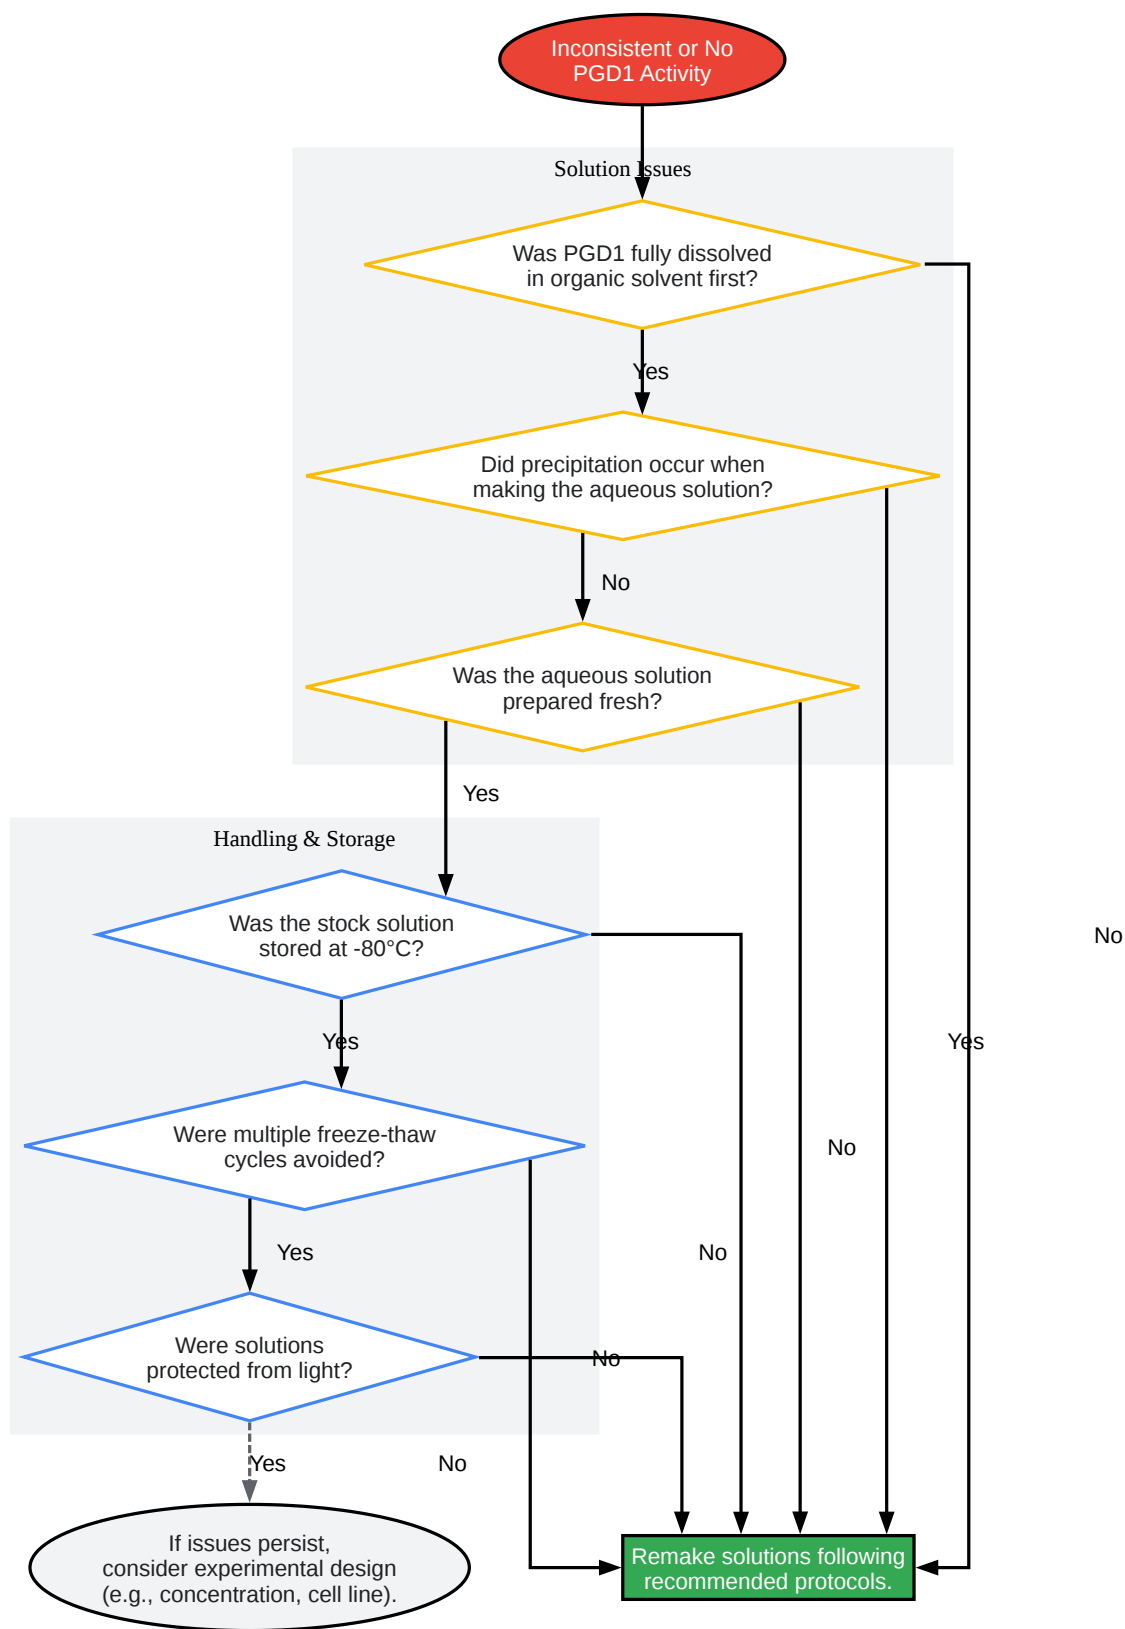 Inconsistent or No
PGD1 Activity
Solution Issues
Was PGD1 fully dissolved
in organic solvent first?
Yes
Did precipitation occur when
making the aqueous solution?
No
Was the aqueous solution
prepared fresh?
Yes
Handling & Storage
Was the stock solution
stored at -80°C?
No
Yes
Yes
Were multiple freeze-thaw
cycles avoided?
No
Yes
No
Were solutions
protected from light?
No
Yes
No
If issues persist,
consider experimental design
(e.g., concentration, cell line).
Remake solutions following
recommended protocols.